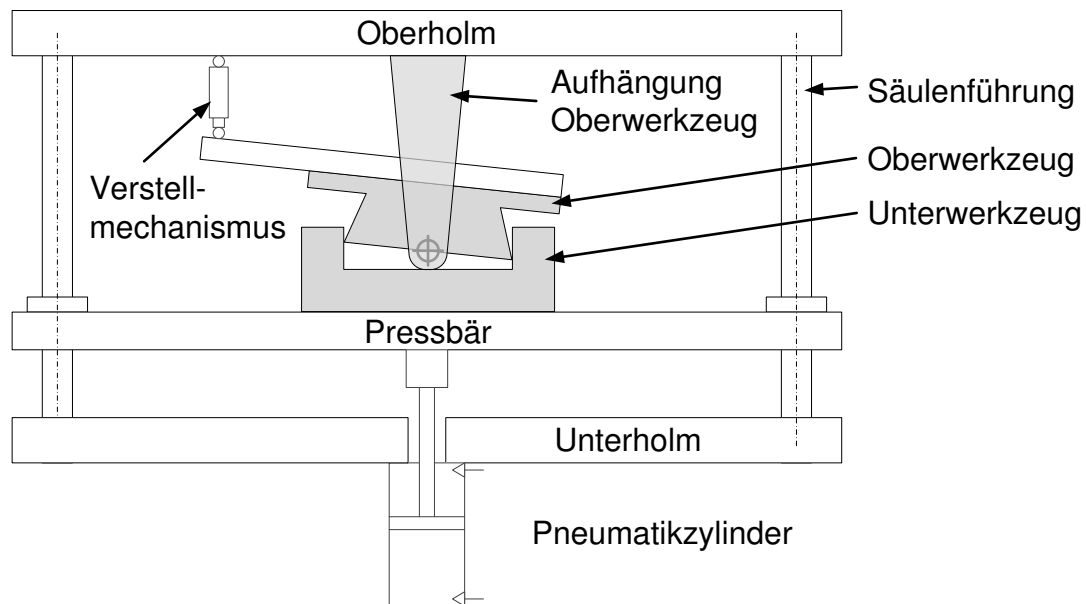 Oberholm
Aufhängung
Oberwerkzeug
Säulenführung
Oberwerkzeug
Verstell-
mechanismus
Unterwerkzeug
Pressbär
Unterholm
Pneumatikzylinder